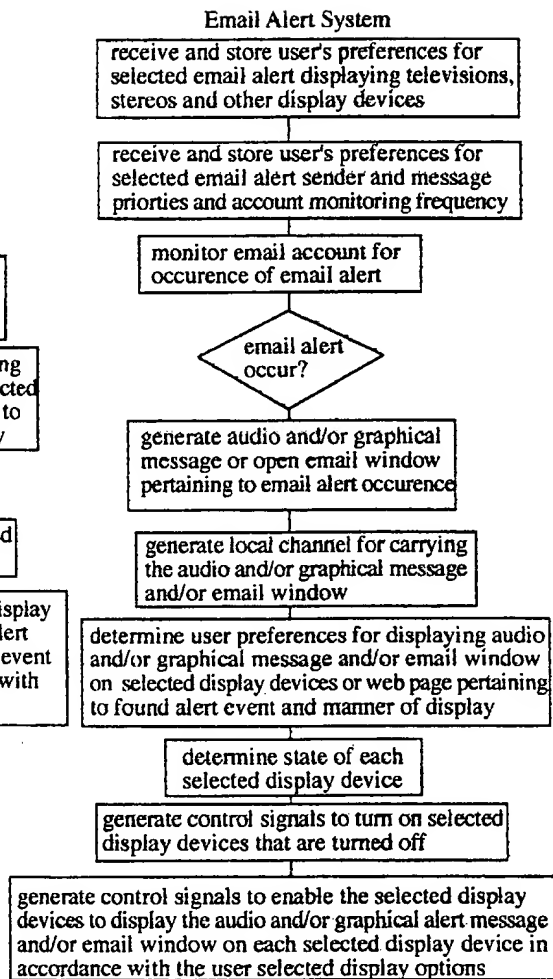 Email Alert System
receive and store user's preferences for
selected email alert displaying televisions,
stereos and other display devices
receive and store user's preferences for
selected email alert sender and message
priorties and account monitoring frequency
monitor email account for
occurence of email alert
email alert
occur?
generate audio and/or graphical
message or open email window
pertaining to email alert occurence
generate local channel for carrying
the audio and/or graphical message
and/or email window
determine user preferences for displaying audio
and/or graphical message and/or email window
on selected display devices or web page pertaining
to found alert event and manner of display
determine state of each
selected display device
generate control signals to turn on selected
display devices that are turned off
generate control signals to enable the selected display
devices to display the audio and/or graphical alert message
and/or email window on each selected display device in
accordance with the user selected display options
to
event
with